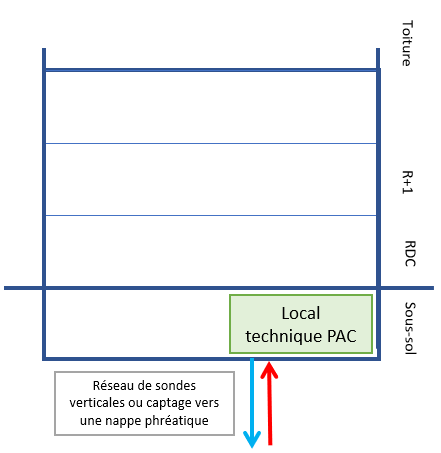 Toiture
R+1
RDC
Sous-sol
Local
technique PAC
Réseau de sondes
verticales ou captage vers
une nappe phréatique